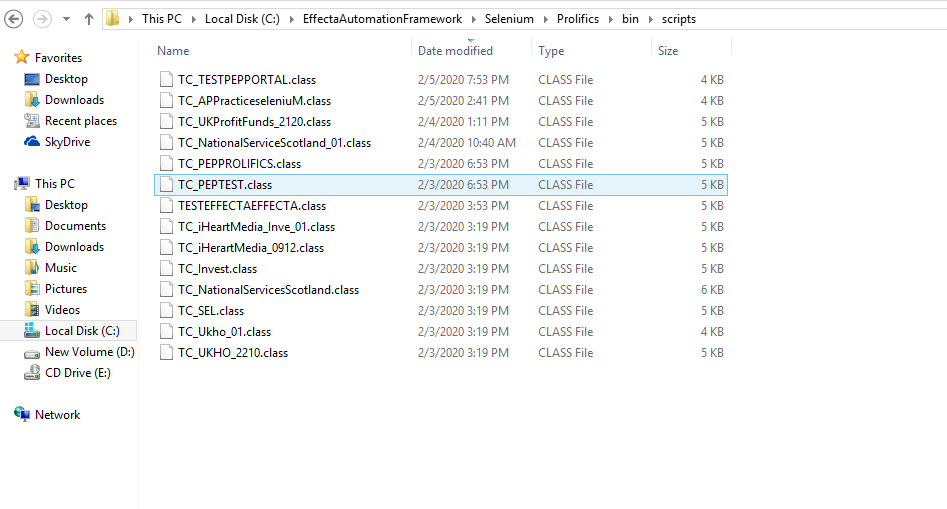 This PC Local Disk (C:) EffectaAutomationFramework Selenium Prolifics bin scripts
Favorites
Desktop
Downloads
Recent places
SkyDrive
This PC
Desktop
Documents
Downloads
Music
Pictures
Videos
Local Disk (C:)
New Volume (D:)
CD Drive (E:)
Network
Name Date modified Type Size
TC_TESTPEPPORTAL.class 2/5/2020 7:53 PM CLASS File 4 KB
TC_APPracticeseleniuM.class 2/5/2020 2:41 PM CLASS File 4 KB
TC_UKProfitFunds_2120.class 2/4/2020 1:11 PM CLASS File 5 KB
TC_NationalServiceScotland_01.class 2/4/2020 10:40 AM CLASS File 5 KB
TC_PEPPROLIFICS.class 2/3/2020 6:53 PM CLASS File 5 KB
TC_PEPTEST.class 2/3/2020 6:53 PM CLASS File 5 KB
TESTEFFECTAEFFECTA.class 2/3/2020 3:53 PM CLASS File 5 KB
TC_iHeartMedia_Inve_01.class 2/3/2020 3:19 PM CLASS File 5 KB
TC_iHerartMedia_0912.class 2/3/2020 3:19 PM CLASS File 5 KB
TC_Invest.class 2/3/2020 3:19 PM CLASS File 5 KB
TC_NationalServicesScotland.class 2/3/2020 3:19 PM CLASS File 6 KB
TC_SEL.class 2/3/2020 3:19 PM CLASS File 5 KB
TC_Ukho_01.class 2/3/2020 3:19 PM CLASS File 4 KB
TC_UKHO_2210.class 2/3/2020 3:19 PM CLASS File 5 KB